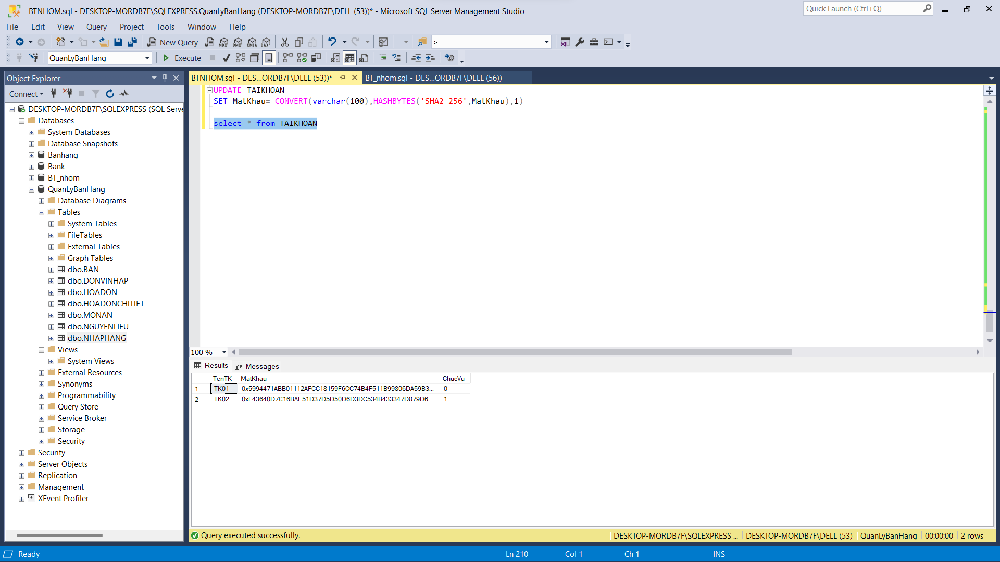 BTNHOM.sql - DESKTOP-MORDB7F\SQLEXPRESS.QuanLyBanHang (DESKTOP-MORDB7F\DELL (53))* - Microsoft SQL Server Management Studio
Quick Launch (Ctrl+Q)
File Edit View Query Project Tools Window Help
New Query MDX DMX XMLA DAX >
QuanLyBanHang Execute
Object Explorer
Connect
DESKTOP-MORDB7F\SQLEXPRESS (SQL Serve
Databases
System Databases
Database Snapshots
Banhang
Bank
BT_nhom
QuanLyBanHang
Database Diagrams
Tables
System Tables
FileTables
External Tables
Graph Tables
dbo.BAN
dbo.DONVINHAP
dbo.HOADON
dbo.HOADONCHITIET
dbo.MONAN
dbo.NGUYENLIEU
dbo.NHAPHANG
Views
System Views
External Resources
Synonyms
Programmability
Query Store
Service Broker
Storage
Security
Security
Server Objects
Replication
Management
XEvent Profiler
BTNHOM.sql - DES...ORDB7F\DELL (53))* BT_nhom.sql - DES...ORDB7F\DELL (56))
UPDATE TAIKHOAN
SET MatKhau= CONVERT(varchar(100),HASHBYTES('SHA2_256',MatKhau),1)
select * from TAIKHOAN
100 %
Results Messages
TenTK MatKhau ChucVu
1 TK01 0x5994471ABB01112AFCC18159F6CC74B4F511B99806DA59B3... 0
2 TK02 0xF43640D7C16BAE51D37D5D50D6D3DC534B433347D879D6... 1
Query executed successfully. DESKTOP-MORDB7F\SQLEXPRESS ... DESKTOP-MORDB7F\DELL (53) QuanLyBanHang 00:00:00 2 rows
Ready Ln 210 Col 1 Ch 1 INS